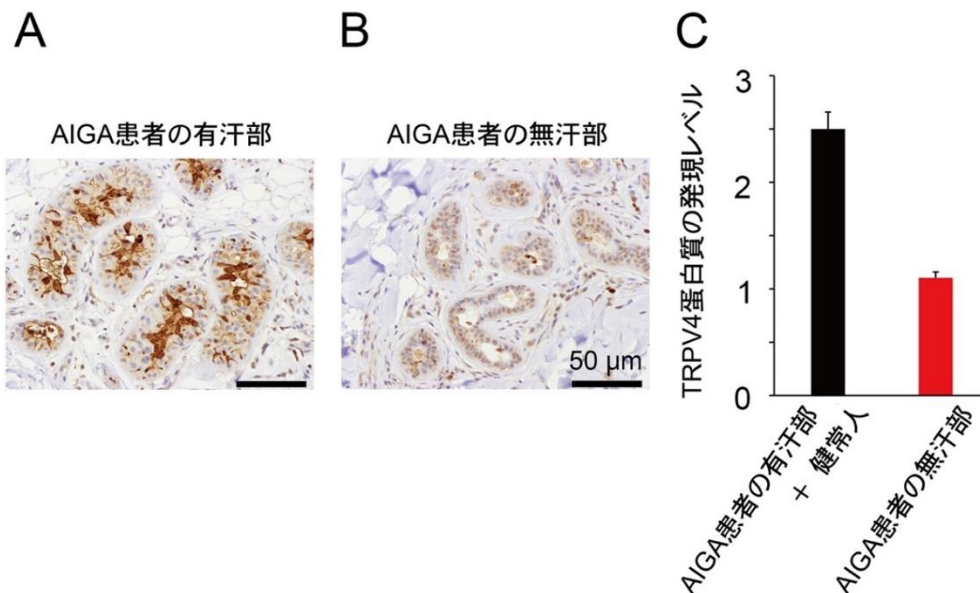 A
B
C
AIGA患者の有汗部
AIGA患者の無汗部
50 μm
TRPV4蛋白質の発現レベル
3
2
1
0
AIGA患者の有汗部
+ 健常人
AIGA患者の無汗部